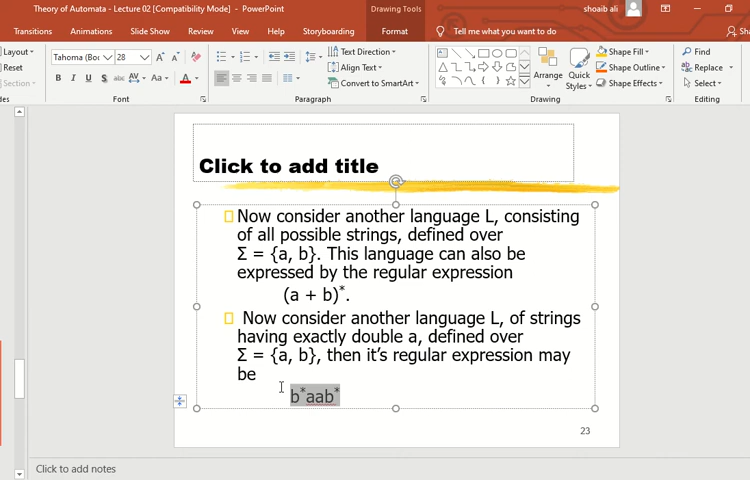 Theory of Automata - Lecture 02 [Compatibility Mode] - PowerPoint
Drawing Tools
shoaib ali
Transitions Animations Slide Show Review View Help Storyboarding Format Tell me what you want to do
Layout
Reset
Section
Tahoma (Bod 28
B I U S abc AV Aa A
Font
Text Direction
Align Text
Convert to SmartArt
Paragraph
Arrange
Quick
Styles
Shape Fill
Shape Outline
Shape Effects
Drawing
Find
Replace
Select
Editing
Click to add title
Now consider another language L, consisting
of all possible strings, defined over
Σ = {a, b}. This language can also be
expressed by the regular expression
(a + b)*.
Now consider another language L, of strings
having exactly double a, defined over
Σ = {a, b}, then it's regular expression may
be
b*aab*
23
Click to add notes